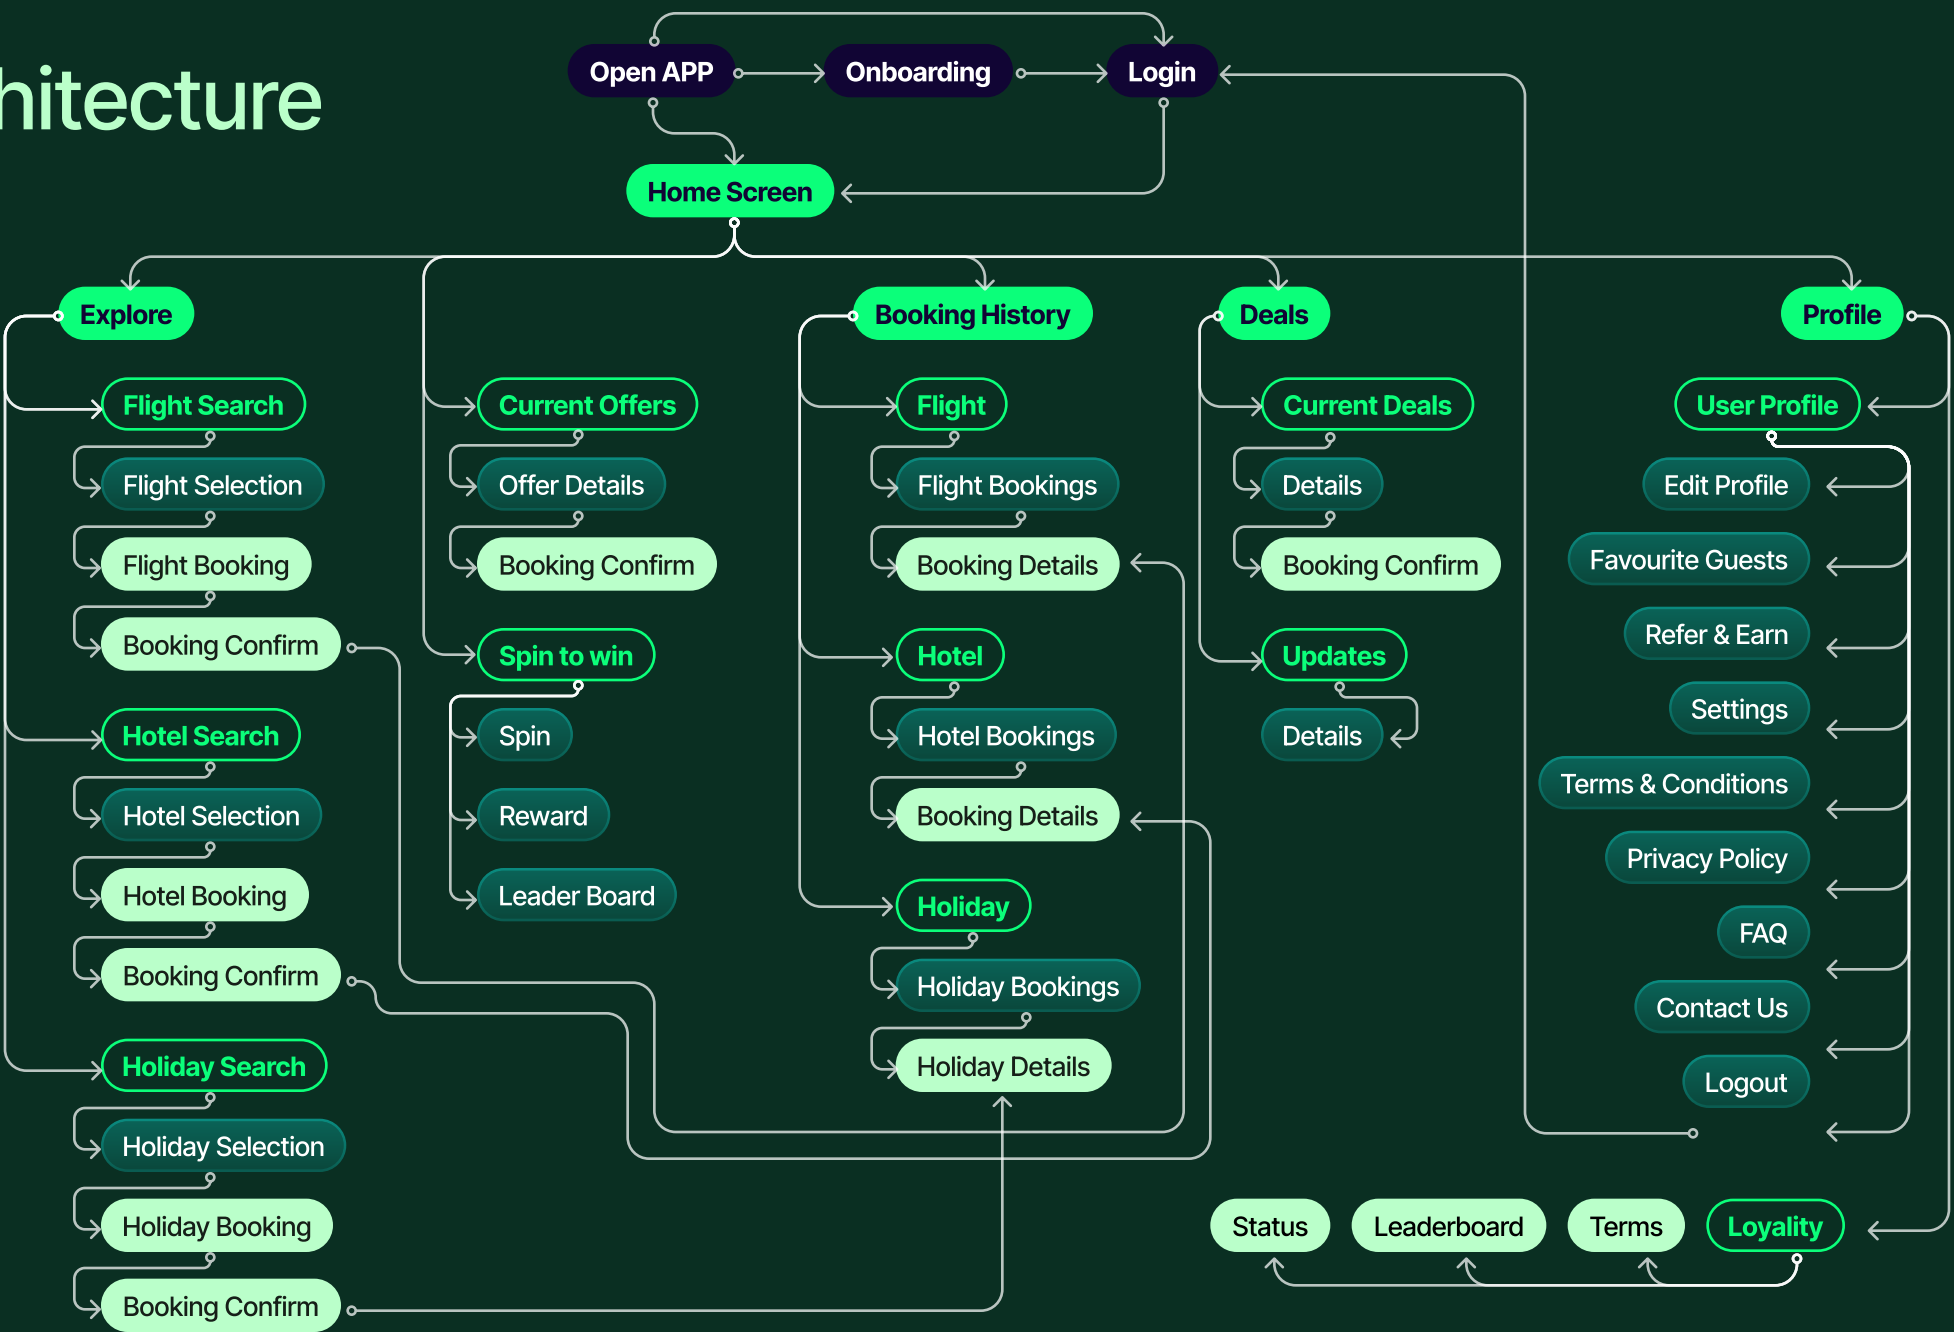 hitecture
Open APP
Onboarding
Login
Home Screen
Explore
Flight Search
Flight Selection
Flight Booking
Booking Confirm
Hotel Search
Hotel Selection
Hotel Booking
Booking Confirm
Holiday Search
Holiday Selection
Holiday Booking
Booking Confirm
Current Offers
Offer Details
Booking Confirm
Spin to win
Spin
Reward
Leader Board
Booking History
Flight
Flight Bookings
Booking Details
Hotel
Hotel Bookings
Booking Details
Holiday
Holiday Bookings
Holiday Details
Deals
Current Deals
Details
Booking Confirm
Updates
Details
Profile
User Profile
Edit Profile
Favourite Guests
Refer & Earn
Settings
Terms & Conditions
Privacy Policy
FAQ
Contact Us
Logout
Status
Leaderboard
Terms
Loyality